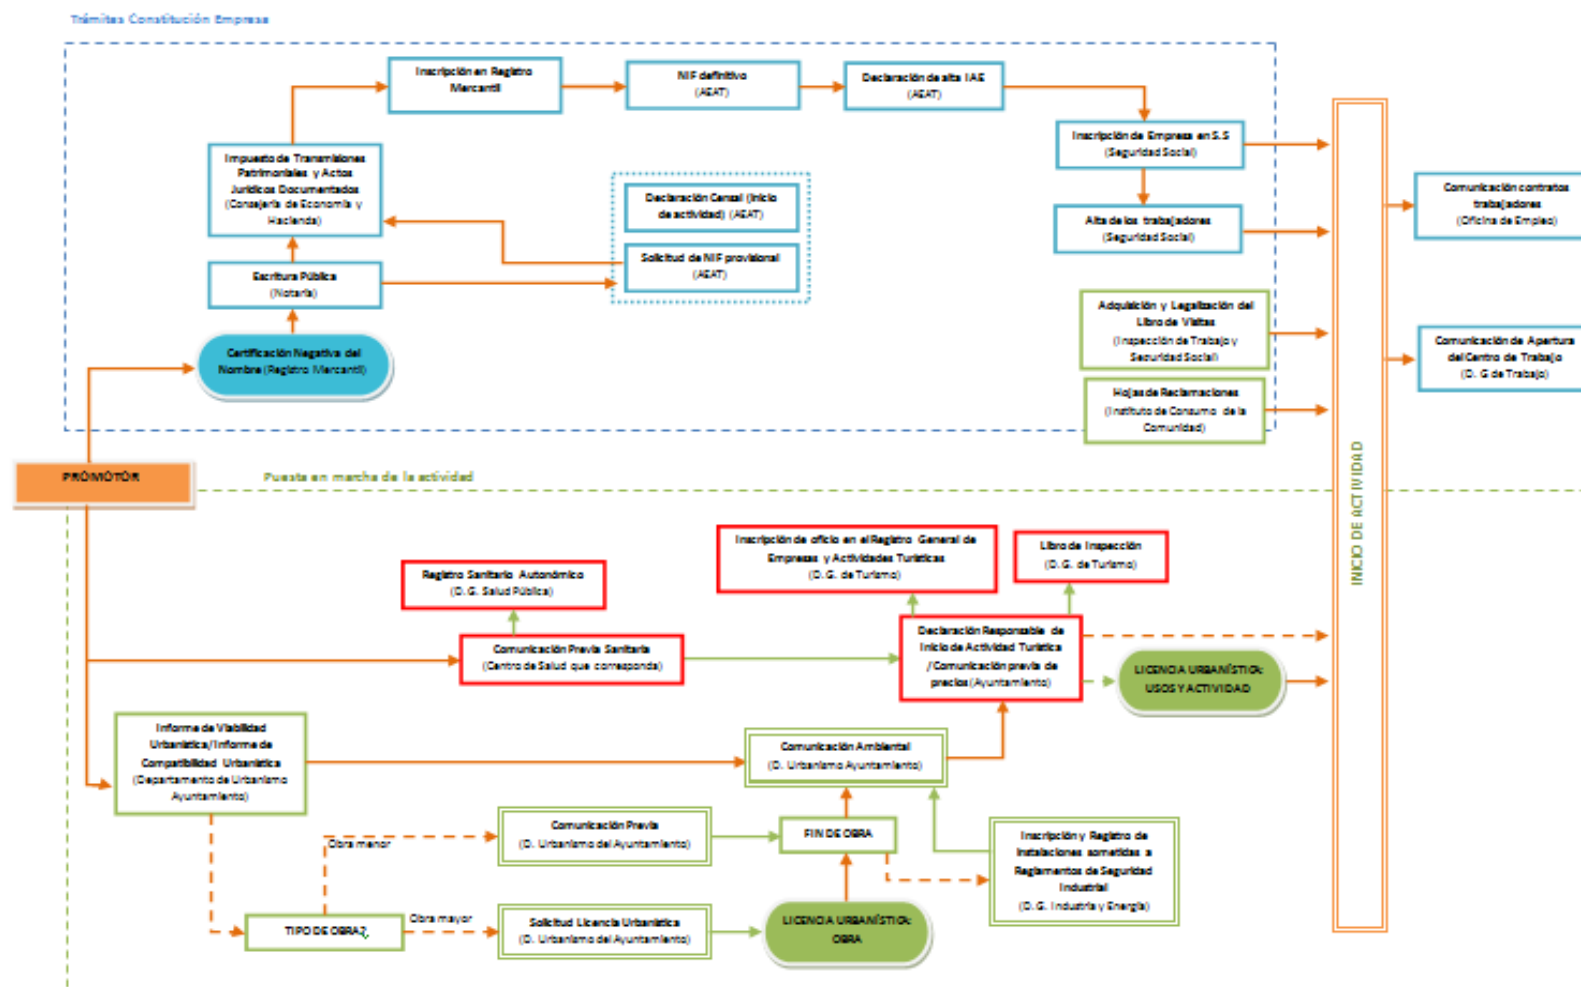 Trámites Constitución Empresa
Inscripción en Registro
Mercantil
NIF definitivo
(AEAT)
Declaración de alta IAE
(AEAT)
Inscripción de Empresa en S.S
(Seguridad Social)
Impuesto de Transmisiones
Patrimoniales y Actos
Jurídicos Documentados
(Consejería de Economía y
Hacienda)
Declaración Censal (Inicio
de actividad) (AEAT)
Alta de los trabajadores
(Seguridad Social)
Comunicación contratos
trabajadores
(Oficina de Empleo)
Solicitud de NIF provisional
(AEAT)
Escritura Pública
(Notaría)
Adquisición y Legalización del
Libro de Visitas
(Inspección de Trabajo y
Seguridad Social)
Certificación Negativa del
Nombre (Registro Mercantil)
Comunicación de Apertura
del Centro de Trabajo
(D. G de Trabajo)
Hojas de Reclamaciones
(Instituto de Consumo de la
Comunidad)
PROMOTOR
Puesta en marcha de la actividad
INICIO DE ACTIVIDAD
Inscripción de oficio en el Registro General de
Empresas y Actividades Turísticas
(D.G. de Turismo)
Libro de Inspección
(D.G. de Turismo)
Registro Sanitario Autonómico
(D.G. Salud Pública)
Comunicación Previa Sanitaria
(Centro de Salud que corresponda)
Declaración Responsable de
Inicio de Actividad Turística
/Comunicación previa de
precios (Ayuntamiento)
LICENCIA URBANÍSTICA:
USOS Y ACTIVIDAD
Informe de Viabilidad
Urbanística/Informe de
Compatibilidad Urbanística
(Departamento de Urbanismo
Ayuntamiento)
Comunicación Ambiental
(D. Urbanismo Ayuntamiento)
Obra menor
Comunicación Previa
(D. Urbanismo del Ayuntamiento)
FIN DE OBRA
Inscripción y Registro de
Instalaciones sometidas a
Reglamentos de Seguridad
Industrial
(D.G. Industria y Energía)
TIPO DE OBRA?
Obra mayor
Solicitud Licencia Urbanística
(D. Urbanismo del Ayuntamiento)
LICENCIA URBANÍSTICA:
OBRA